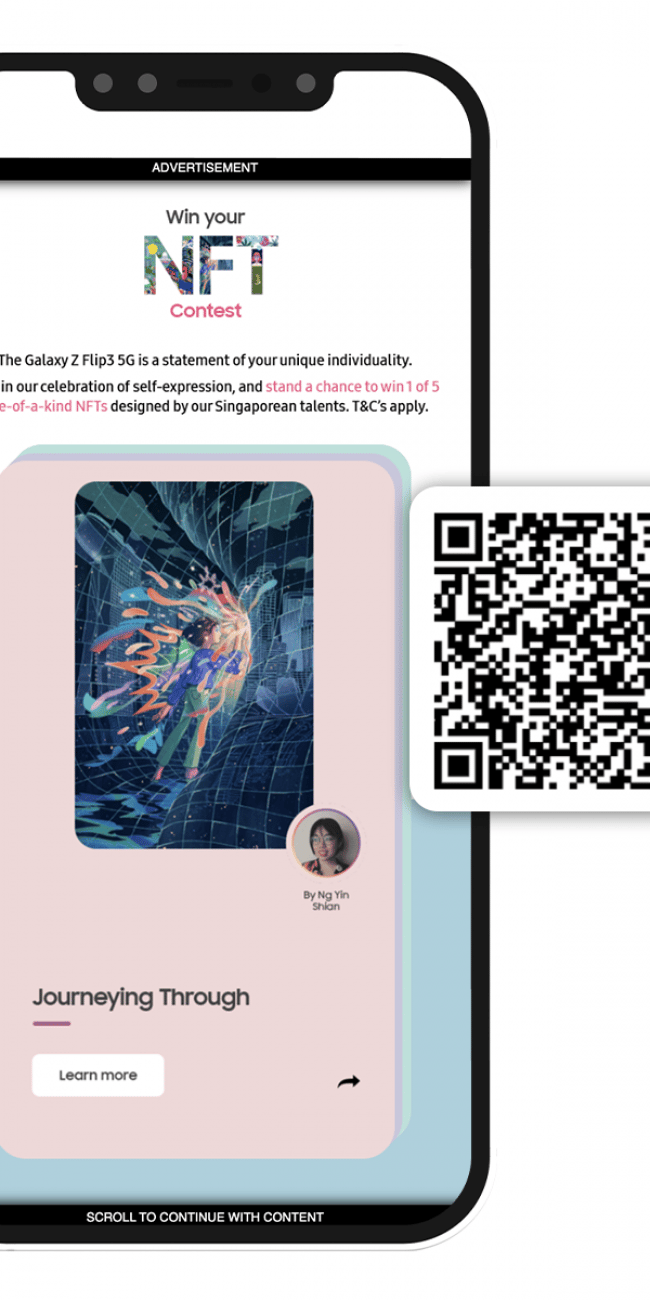 ADVERTISEMENT
Win your
NFT
Contest
The Galaxy Z Flip3 5G is a statement of your unique individuality.
in our celebration of self-expression, and stand a chance to win 1 of 5
e-of-a-kind NFTs designed by our Singaporean talents. T&C's apply.
By Ng Yin
Shian
Journeying Through
Learn more
SCROLL TO CONTINUE WITH CONTENT